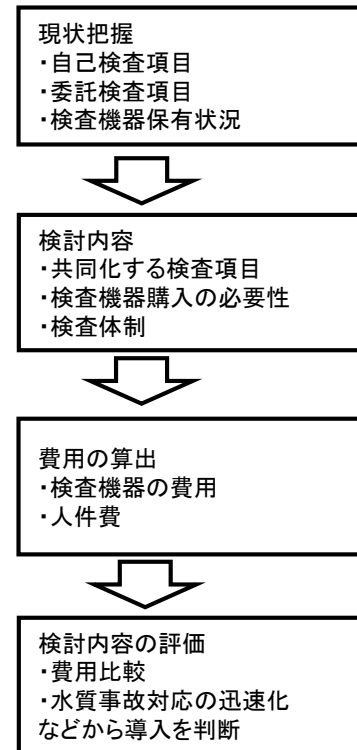 現状把握
・自己検査項目
・委託検査項目
・検査機器保有状況
検討内容
・共同化する検査項目
・検査機器購入の必要性
・検査体制
費用の算出
・検査機器の費用
・人件費
検討内容の評価
・費用比較
・水質事故対応の迅速化
などから導入を判断